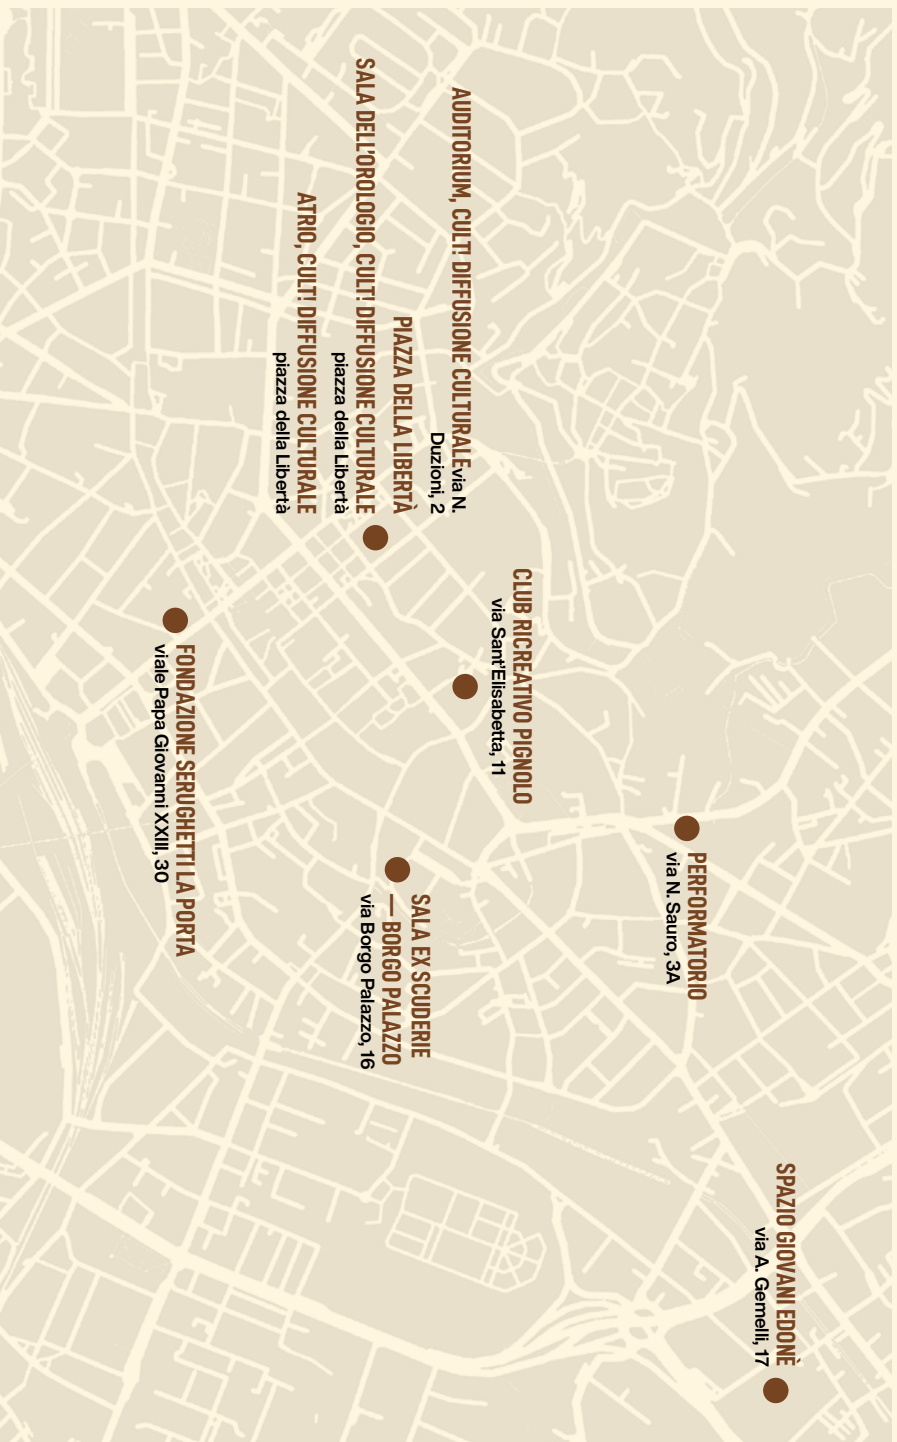 AUDITORIUM, CULT! DIFFUSIONE CULTURALE via N.
Duzioni, 2
PIAZZA DELLA LIBERTÀ
SALA DELL'OROLOGIO, CULT! DIFFUSIONE CULTURALE
piazza della Libertà
ATRIO, CULT! DIFFUSIONE CULTURALE
piazza della Libertà
CLUB RICREATIVO PIGNOLO
via Sant'Elisabetta, 11
FONDAZIONE SERUGHETTI LA PORTA
viale Papa Giovanni XXIII, 30
PERFORMATORIO
via N. Sauro, 3A
SALA EX SCUDERIE
— BORGO PALAZZO
via Borgo Palazzo, 16
SPAZIO GIOVANI EDONÈ
via A. Gemelli, 17